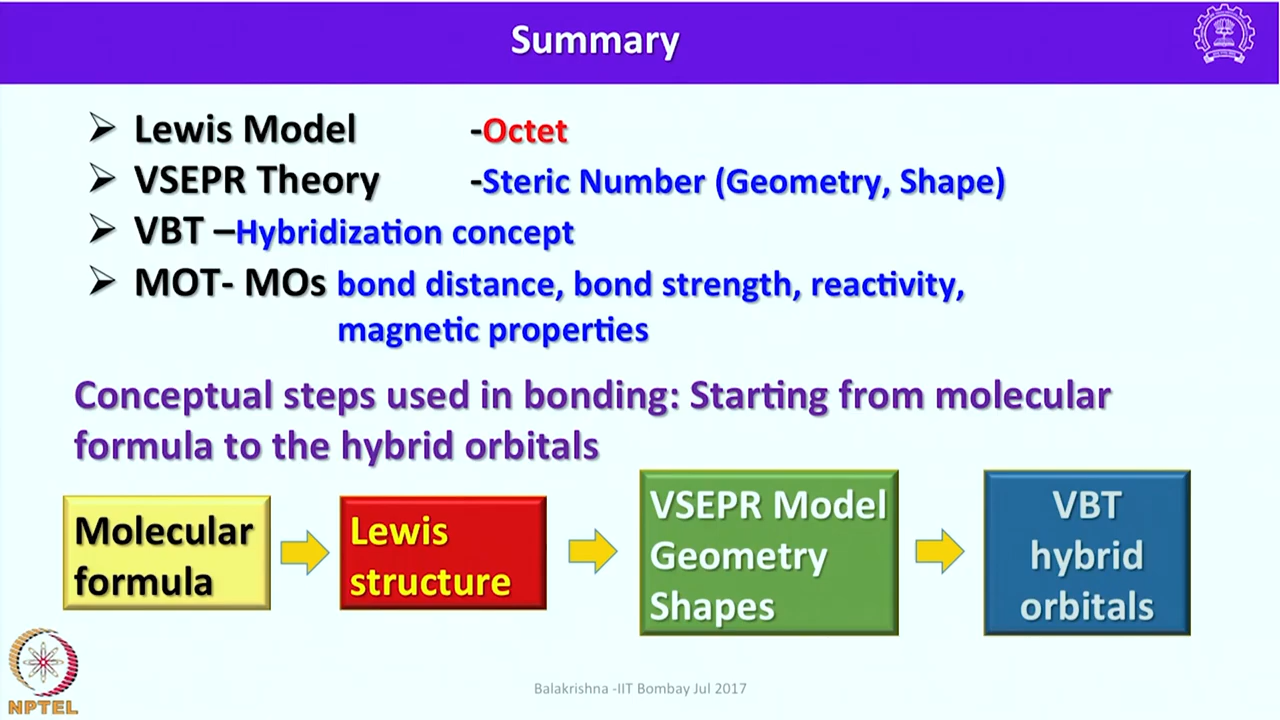 Summary
➢ Lewis Model -Octet
➢ VSEPR Theory -Steric Number (Geometry, Shape)
➢ VBT –Hybridization concept
➢ MOT- MOs bond distance, bond strength, reactivity,
magnetic properties
Conceptual steps used in bonding: Starting from molecular
formula to the hybrid orbitals
Molecular
formula
Lewis
structure
VSEPR Model
Geometry
Shapes
VBT
hybrid
orbitals
NPTEL
Balakrishna -IIT Bombay Jul 2017